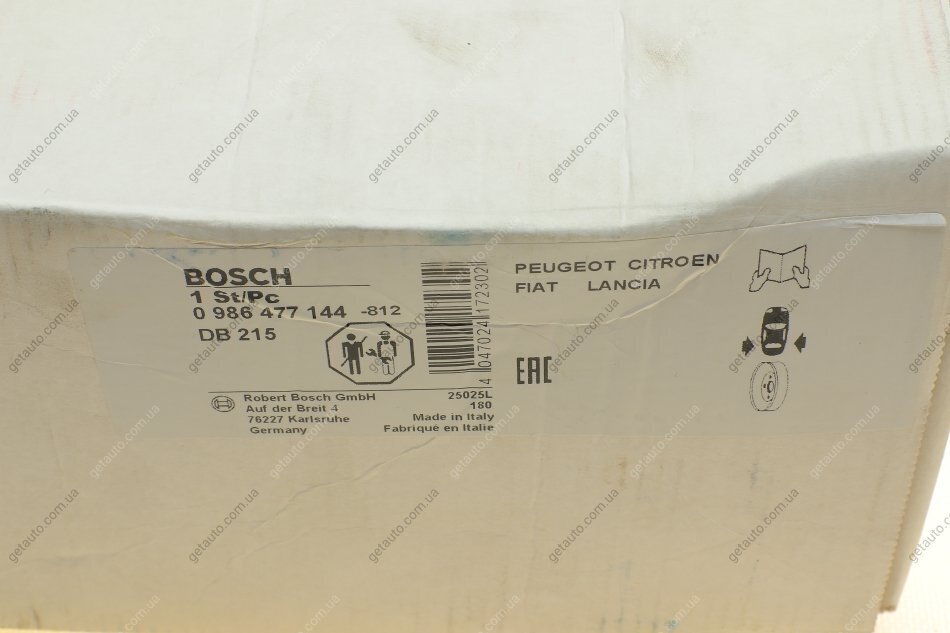 BOSCH
1 St/Pc
0 986 477 144 -812
DB 215
Robert Bosch GmbH
Auf der Breit 4
76227 Karlsruhe
Germany
25025L
180
Made in Italy
Fabriqué en Italie
4 047024 172302
PEUGEOT CITROEN
FIAT LANCIA
EAC
getauto.com.ua